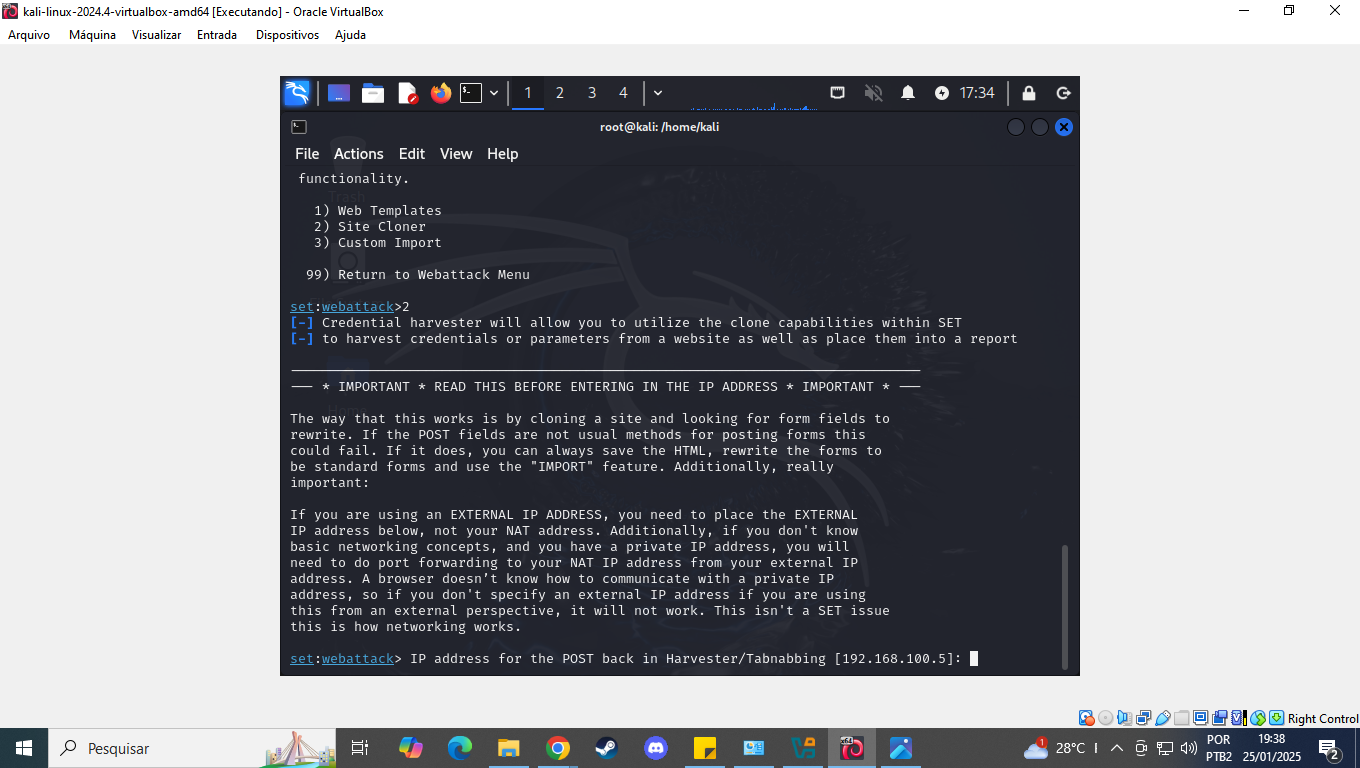 kali-linux-2024.4-virtualbox-amd64 [Executando] - Oracle VirtualBox
Arquivo Máquina Visualizar Entrada Dispositivos Ajuda
1 2 3 4 17:34
root@kali: /home/kali
File Actions Edit View Help
functionality.
1) Web Templates
2) Site Cloner
3) Custom Import
99) Return to Webattack Menu
set:webattack>2
[-] Credential harvester will allow you to utilize the clone capabilities within SET
[-] to harvest credentials or parameters from a website as well as place them into a report
--- * IMPORTANT * READ THIS BEFORE ENTERING IN THE IP ADDRESS * IMPORTANT * ---
The way that this works is by cloning a site and looking for form fields to
rewrite. If the POST fields are not usual methods for posting forms this
could fail. If it does, you can always save the HTML, rewrite the forms to
be standard forms and use the "IMPORT" feature. Additionally, really
important:
If you are using an EXTERNAL IP ADDRESS, you need to place the EXTERNAL
IP address below, not your NAT address. Additionally, if you don't know
basic networking concepts, and you have a private IP address, you will
need to do port forwarding to your NAT IP address from your external IP
address. A browser doesn’t know how to communicate with a private IP
address, so if you don't specify an external IP address if you are using
this from an external perspective, it will not work. This isn't a SET issue
this is how networking works.
set:webattack> IP address for the POST back in Harvester/Tabnabbing [192.168.100.5]:
Right Control
Pesquisar
1 28°C
POR
PTB2
19:38
25/01/2025
2